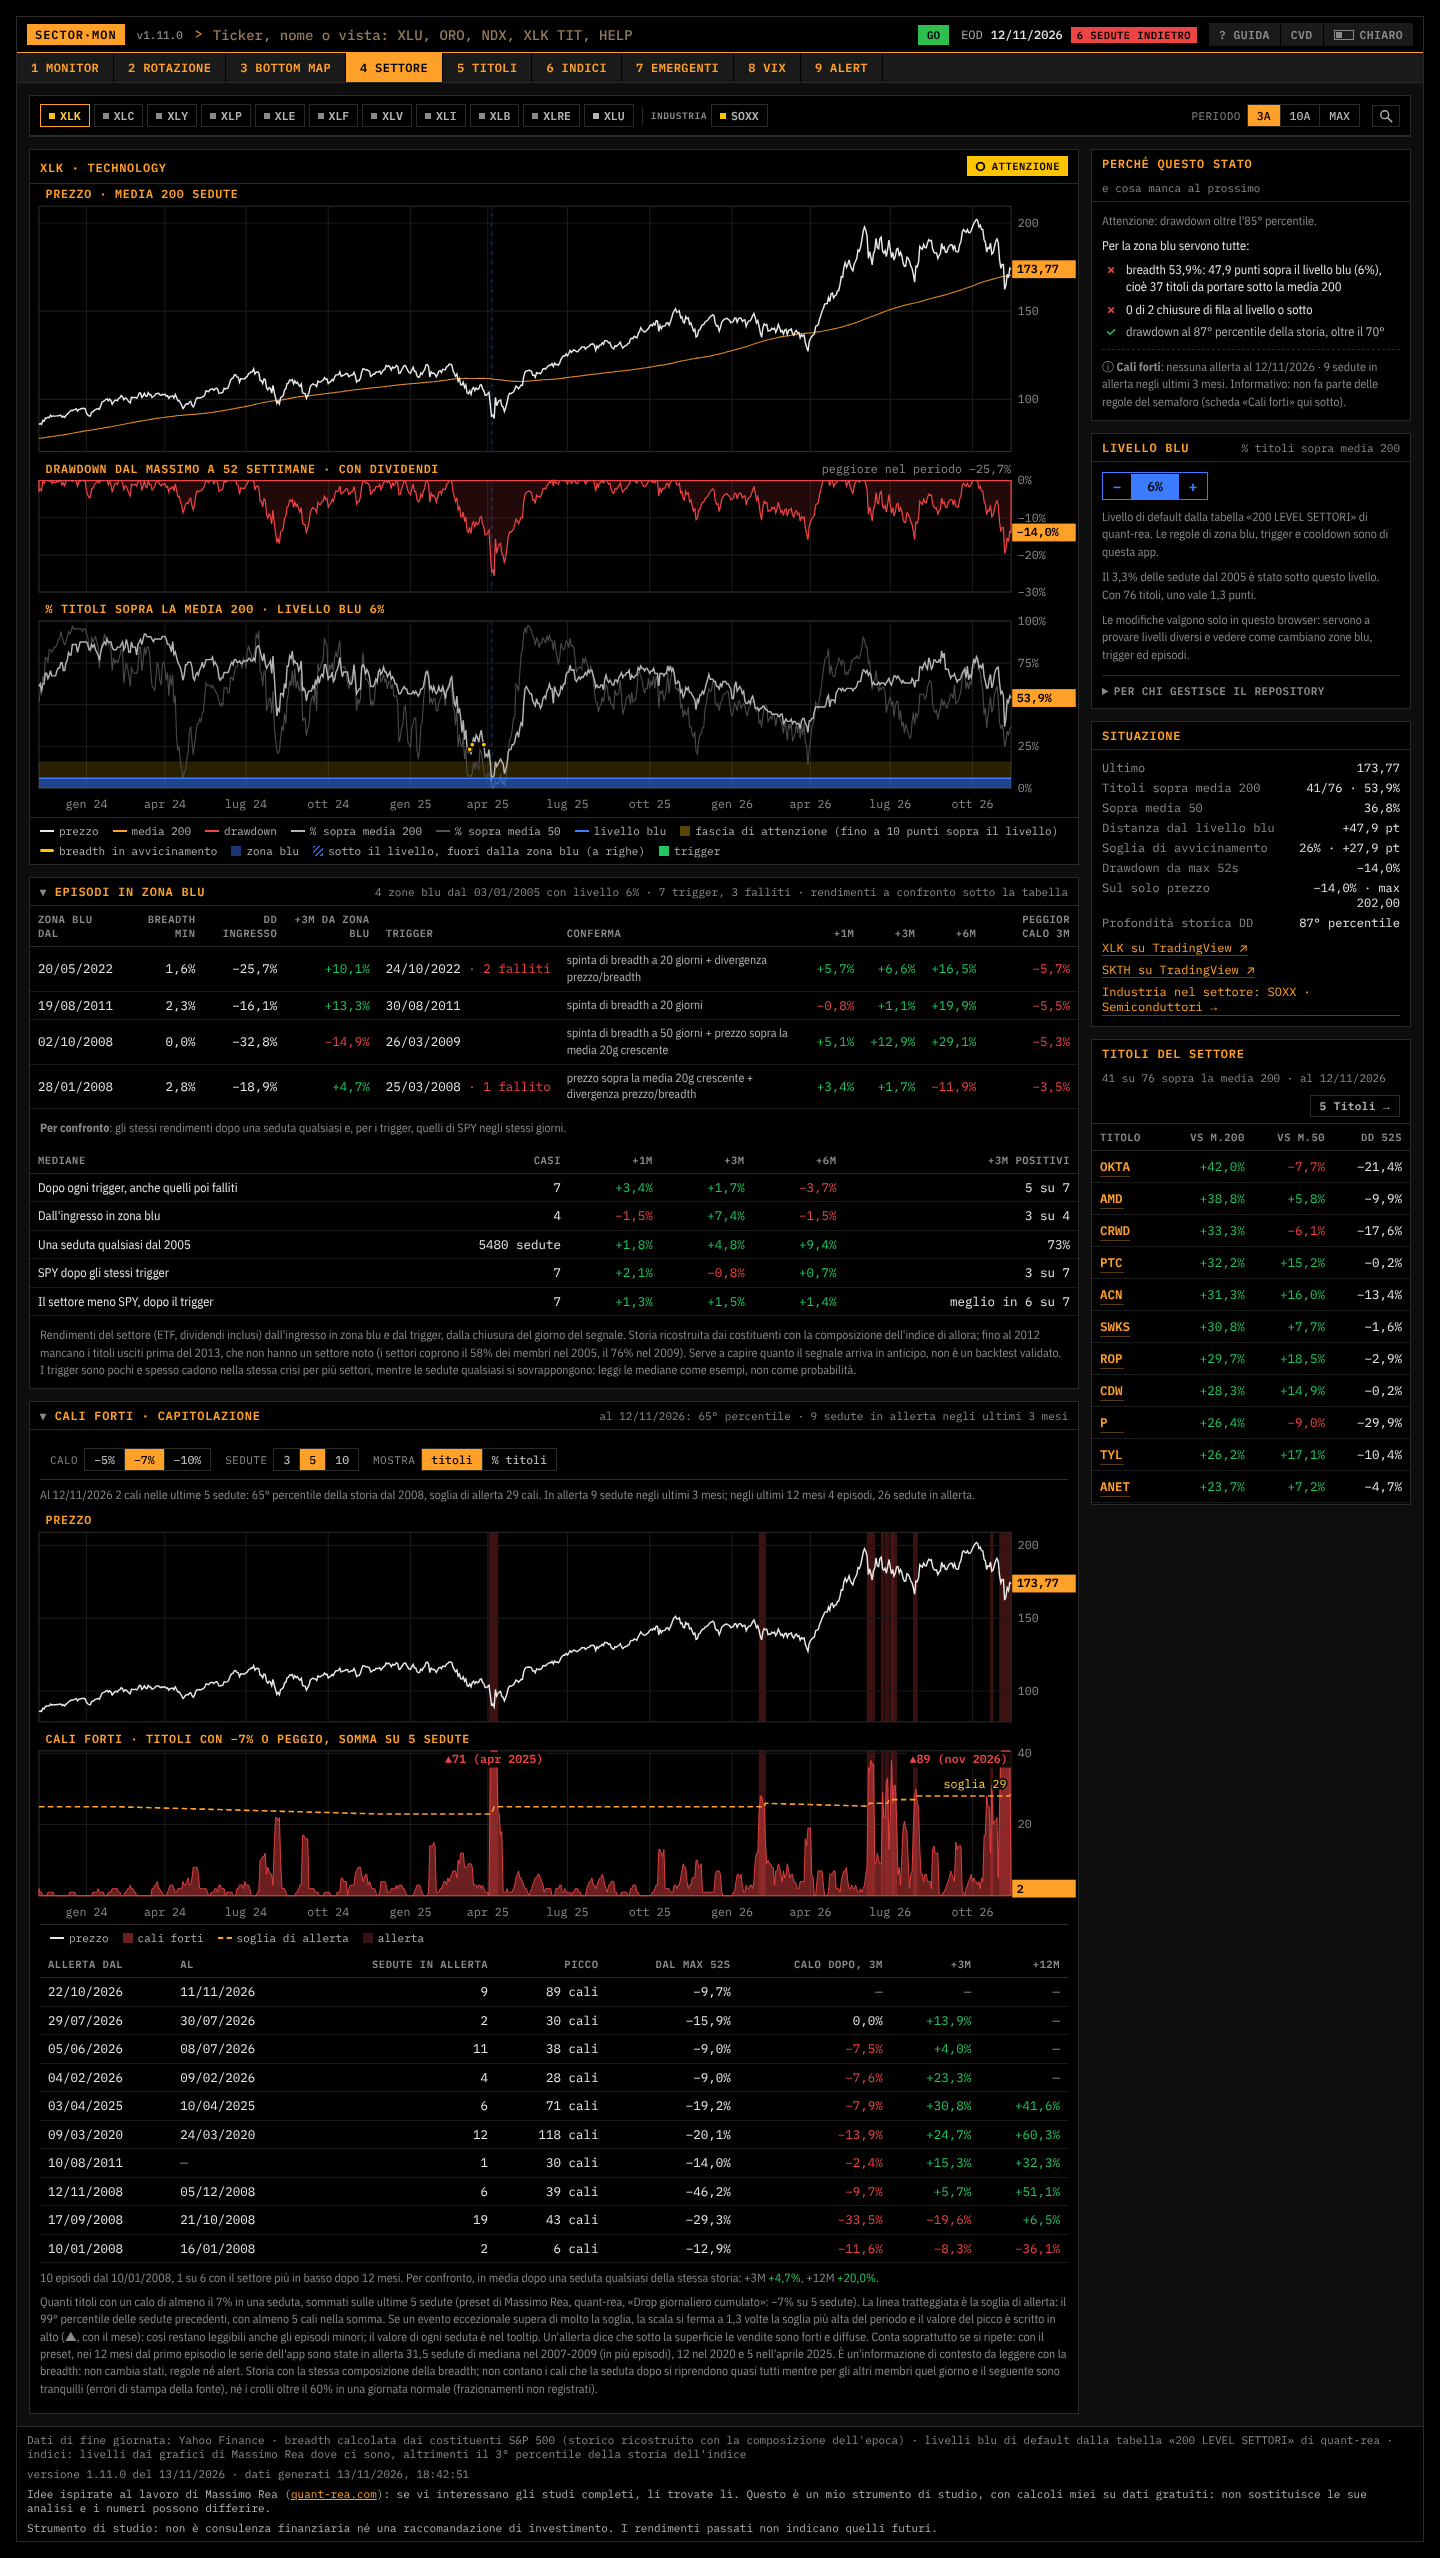 SECTOR·MON v1.11.0 > Ticker, nome o vista: XLU, ORO, NDX, XLK TIT, HELP GO EOD 12/11/2026 6 SEDUTE INDIETRO ? GUIDA CVD CHIARO
1 MONITOR 2 ROTAZIONE 3 BOTTOM MAP 4 SETTORE 5 TITOLI 6 INDICI 7 EMERGENTI 8 VIX 9 ALERT
XLK XLC XLY XLP XLE XLF XLV XLI XLB XLRE XLU INDUSTRIA SOXX PERIODO 3A 10A MAX
XLK · TECHNOLOGY ATTENZIONE
PREZZO · MEDIA 200 SEDUTE
200
173,77
150
100
DRAWDOWN DAL MASSIMO A 52 SETTIMANE · CON DIVIDENDI peggiore nel periodo −25,7%
0%
−10%
−14,0%
−20%
−30%
% TITOLI SOPRA LA MEDIA 200 · LIVELLO BLU 6%
100%
75%
53,9%
25%
0%
gen 24 apr 24 lug 24 ott 24 gen 25 apr 25 lug 25 ott 25 gen 26 apr 26 lug 26 ott 26
prezzo media 200 drawdown % sopra media 200 % sopra media 50 livello blu fascia di attenzione (fino a 10 punti sopra il livello)
breadth in avvicinamento zona blu sotto il livello, fuori dalla zona blu (a righe) trigger
▼ EPISODI IN ZONA BLU 4 zone blu dal 03/01/2005 con livello 6% · 7 trigger, 3 falliti · rendimenti a confronto sotto la tabella
ZONA BLU DAL BREADTH MIN DD INGRESSO +3M DA ZONA BLU TRIGGER CONFERMA +1M +3M +6M PEGGIOR CALO 3M
20/05/2022 1,6% −25,7% +10,1% 24/10/2022 · 2 falliti spinta di breadth a 20 giorni + divergenza prezzo/breadth +5,7% +6,6% +16,5% −5,7%
19/08/2011 2,3% −16,1% +13,3% 30/08/2011 spinta di breadth a 20 giorni −0,8% +1,1% +19,9% −5,5%
02/10/2008 0,0% −32,8% −14,9% 26/03/2009 spinta di breadth a 50 giorni + prezzo sopra la media 20g crescente +5,1% +12,9% +29,1% −5,3%
28/01/2008 2,8% −18,9% +4,7% 25/03/2008 · 1 fallito prezzo sopra la media 20g crescente + divergenza prezzo/breadth +3,4% +1,7% −11,9% −3,5%
Per confronto: gli stessi rendimenti dopo una seduta qualsiasi e, per i trigger, quelli di SPY negli stessi giorni.
MEDIANE CASI +1M +3M +6M +3M POSITIVI
Dopo ogni trigger, anche quelli poi falliti 7 +3,4% +1,7% −3,7% 5 su 7
Dall'ingresso in zona blu 4 −1,5% +7,4% −1,5% 3 su 4
Una seduta qualsiasi dal 2005 5480 sedute +1,8% +4,8% +9,4% 73%
SPY dopo gli stessi trigger 7 +2,1% −0,8% +0,7% 3 su 7
Il settore meno SPY, dopo il trigger 7 +1,3% +1,5% +1,4% meglio in 6 su 7
Rendimenti del settore (ETF, dividendi inclusi) dall'ingresso in zona blu e dal trigger, dalla chiusura del giorno del segnale. Storia ricostruita dai costituenti con la composizione dell'indice di allora; fino al 2012
mancano i titoli usciti prima del 2013, che non hanno un settore noto (i settori coprono il 58% dei membri nel 2005, il 76% nel 2009). Serve a capire quanto il segnale arriva in anticipo, non è un backtest validato.
I trigger sono pochi e spesso cadono nella stessa crisi per più settori, mentre le sedute qualsiasi si sovrappongono: leggi le mediane come esempi, non come probabilità.
▼ CALI FORTI · CAPITOLAZIONE al 12/11/2026: 65° percentile · 9 sedute in allerta negli ultimi 3 mesi
CALO −5% −7% −10% SEDUTE 3 5 10 MOSTRA titoli % titoli
Al 12/11/2026 2 cali nelle ultime 5 sedute: 65° percentile della storia dal 2008, soglia di allerta 29 cali. In allerta 9 sedute negli ultimi 3 mesi; negli ultimi 12 mesi 4 episodi, 26 sedute in allerta.
PREZZO
200
173,77
150
100
CALI FORTI · TITOLI CON −7% O PEGGIO, SOMMA SU 5 SEDUTE
▲71 (apr 2025) ▲89 (nov 2026) 40
soglia 29
20
2
gen 24 apr 24 lug 24 ott 24 gen 25 apr 25 lug 25 ott 25 gen 26 apr 26 lug 26 ott 26
prezzo cali forti soglia di allerta allerta
ALLERTA DAL AL SEDUTE IN ALLERTA PICCO DAL MAX 52S CALO DOPO, 3M +3M +12M
22/10/2026 11/11/2026 9 89 cali −9,7% — — —
29/07/2026 30/07/2026 2 30 cali −15,9% 0,0% +13,9% —
05/06/2026 08/07/2026 11 38 cali −9,0% −7,5% +4,0% —
04/02/2026 09/02/2026 4 28 cali −9,0% −7,6% +23,3% —
03/04/2025 10/04/2025 6 71 cali −19,2% −7,9% +30,8% +41,6%
09/03/2020 24/03/2020 12 118 cali −20,1% −13,9% +24,7% +60,3%
10/08/2011 — 1 30 cali −14,0% −2,4% +15,3% +32,3%
12/11/2008 05/12/2008 6 39 cali −46,2% −9,7% +5,7% +51,1%
17/09/2008 21/10/2008 19 43 cali −29,3% −33,5% −19,6% +6,5%
10/01/2008 16/01/2008 2 6 cali −12,9% −11,6% −8,3% −36,1%
10 episodi dal 10/01/2008, 1 su 6 con il settore più in basso dopo 12 mesi. Per confronto, in media dopo una seduta qualsiasi della stessa storia: +3M +4,7%, +12M +20,0%.
Quanti titoli con un calo di almeno il 7% in una seduta, sommati sulle ultime 5 sedute (preset di Massimo Rea, quant-rea, «Drop giornaliero cumulato»: −7% su 5 sedute). La linea tratteggiata è la soglia di allerta: il
99° percentile delle sedute precedenti, con almeno 5 cali nella somma. Se un evento eccezionale supera di molto la soglia, la scala si ferma a 1,3 volte la soglia più alta del periodo e il valore del picco è scritto in
alto (▲, con il mese): così restano leggibili anche gli episodi minori; il valore di ogni seduta è nel tooltip. Un'allerta dice che sotto la superficie le vendite sono forti e diffuse. Conta soprattutto se si ripete: con il
preset, nei 12 mesi dal primo episodio le serie dell'app sono state in allerta 31,5 sedute di mediana nel 2007-2009 (in più episodi), 12 nel 2020 e 5 nell'aprile 2025. È un'informazione di contesto da leggere con la
breadth: non cambia stati, regole né alert. Storia con la stessa composizione della breadth; non contano i cali che la seduta dopo si riprendono quasi tutti mentre per gli altri membri quel giorno e il seguente sono
tranquilli (errori di stampa della fonte), né i crolli oltre il 60% in una giornata normale (frazionamenti non registrati).
PERCHÉ QUESTO STATO
e cosa manca al prossimo
Attenzione: drawdown oltre l'85° percentile.
Per la zona blu servono tutte:
× breadth 53,9%: 47,9 punti sopra il livello blu (6%),
cioè 37 titoli da portare sotto la media 200
× 0 di 2 chiusure di fila al livello o sotto
✓ drawdown al 87° percentile della storia, oltre il 70°
ⓘ Cali forti: nessuna allerta al 12/11/2026 · 9 sedute in
allerta negli ultimi 3 mesi. Informativo: non fa parte delle
regole del semaforo (scheda «Cali forti» qui sotto).
LIVELLO BLU % titoli sopra media 200
− 6% +
Livello di default dalla tabella «200 LEVEL SETTORI» di
quant-rea. Le regole di zona blu, trigger e cooldown sono di
questa app.
Il 3,3% delle sedute dal 2005 è stato sotto questo livello.
Con 76 titoli, uno vale 1,3 punti.
Le modifiche valgono solo in questo browser: servono a
provare livelli diversi e vedere come cambiano zone blu,
trigger ed episodi.
▶ PER CHI GESTISCE IL REPOSITORY
SITUAZIONE
Ultimo 173,77
Titoli sopra media 200 41/76 · 53,9%
Sopra media 50 36,8%
Distanza dal livello blu +47,9 pt
Soglia di avvicinamento 26% · +27,9 pt
Drawdown da max 52s −14,0%
Sul solo prezzo −14,0% · max
202,00
Profondità storica DD 87° percentile
XLK su TradingView ↗
SKTH su TradingView ↗
Industria nel settore: SOXX ·
Semiconduttori →
TITOLI DEL SETTORE
41 su 76 sopra la media 200 · al 12/11/2026
5 Titoli →
TITOLO VS M.200 VS M.50 DD 52S
OKTA +42,0% −7,7% −21,4%
AMD +38,8% +5,8% −9,9%
CRWD +33,3% −6,1% −17,6%
PTC +32,2% +15,2% −0,2%
ACN +31,3% +16,0% −13,4%
SWKS +30,8% +7,7% −1,6%
ROP +29,7% +18,5% −2,9%
CDW +28,3% +14,9% −0,2%
P +26,4% −9,0% −29,9%
TYL +26,2% +17,1% −10,4%
ANET +23,7% +7,2% −4,7%
Dati di fine giornata: Yahoo Finance · breadth calcolata dai costituenti S&P 500 (storico ricostruito con la composizione dell'epoca) · livelli blu di default dalla tabella «200 LEVEL SETTORI» di quant-rea ·
indici: livelli dai grafici di Massimo Rea dove ci sono, altrimenti il 3° percentile della storia dell'indice
versione 1.11.0 del 13/11/2026 · dati generati 13/11/2026, 18:42:51
Idee ispirate al lavoro di Massimo Rea (quant-rea.com): se vi interessano gli studi completi, li trovate lì. Questo è un mio strumento di studio, con calcoli miei su dati gratuiti: non sostituisce le sue
analisi e i numeri possono differire.
Strumento di studio: non è consulenza finanziaria né una raccomandazione di investimento. I rendimenti passati non indicano quelli futuri.